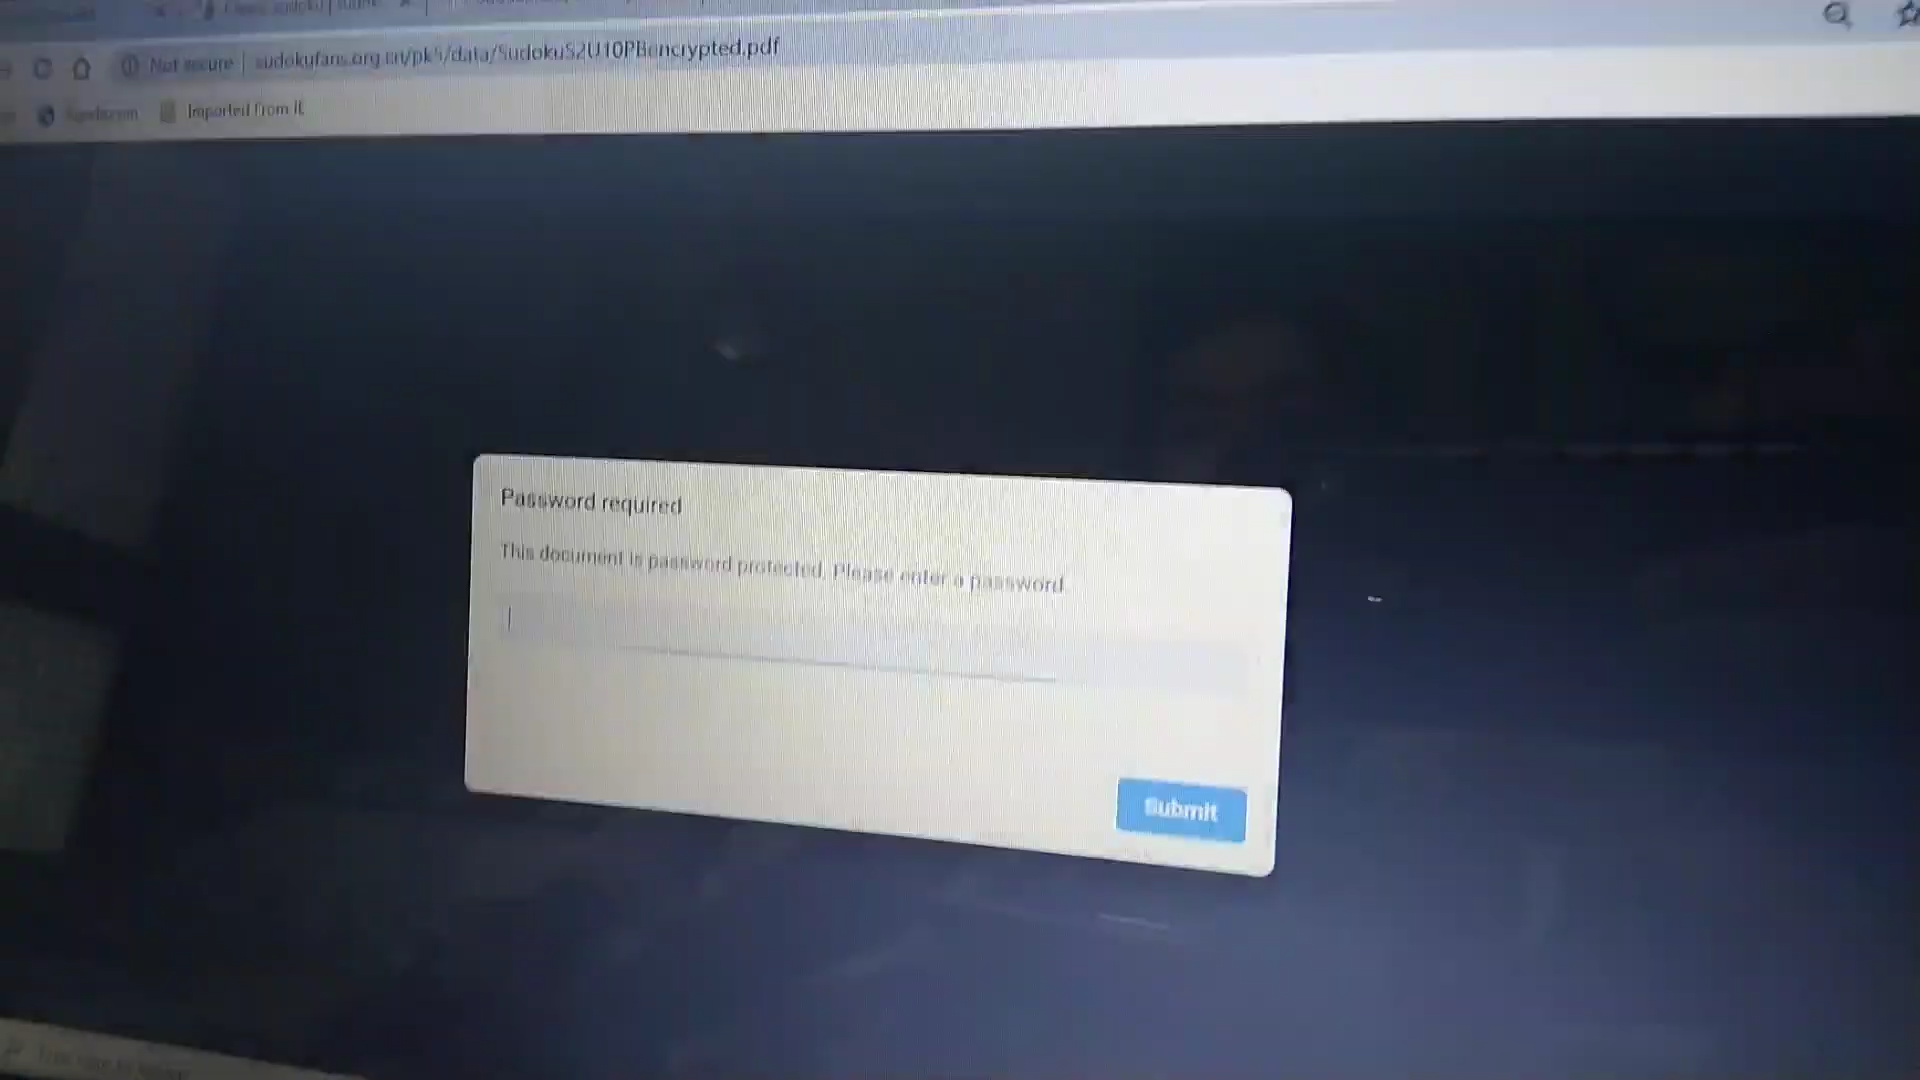 Not secure | sudokufans.org.cn/pk5/data/SudokuS2U10PBencrypted.pdf
Imported From IE
Password required
This document is password protected. Please enter a password.
Submit